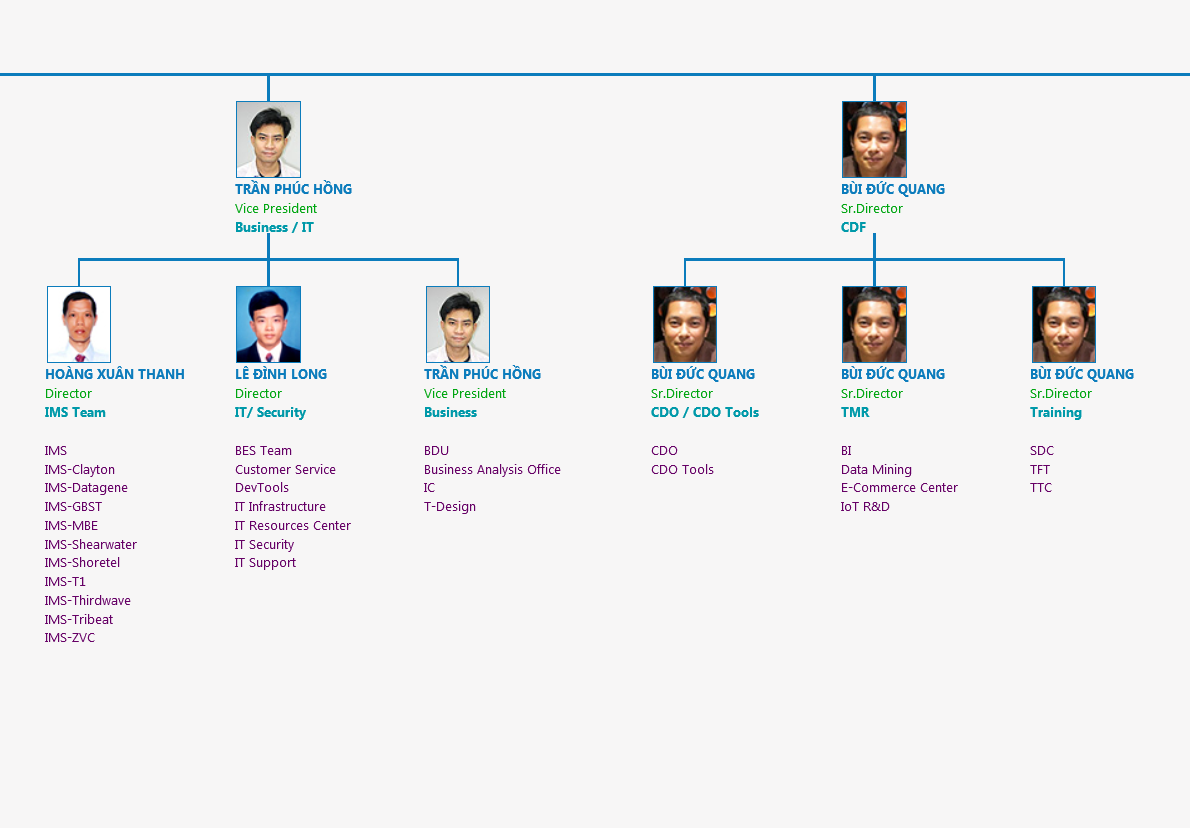 TRẦN PHÚC HỒNG
Vice President
Business / IT
BÙI ĐỨC QUANG
Sr.Director
CDF
HOÀNG XUÂN THANH
Director
IMS Team
IMS
IMS-Clayton
IMS-Datagene
IMS-GBST
IMS-MBE
IMS-Shearwater
IMS-Shoretel
IMS-T1
IMS-Thirdwave
IMS-Tribeat
IMS-ZVC
LÊ ĐÌNH LONG
Director
IT/ Security
BES Team
Customer Service
DevTools
IT Infrastructure
IT Resources Center
IT Security
IT Support
TRẦN PHÚC HỒNG
Vice President
Business
BDU
Business Analysis Office
IC
T-Design
BÙI ĐỨC QUANG
Sr.Director
CDO / CDO Tools
CDO
CDO Tools
BÙI ĐỨC QUANG
Sr.Director
TMR
BI
Data Mining
E-Commerce Center
IoT R&D
BÙI ĐỨC QUANG
Sr.Director
Training
SDC
TFT
TTC